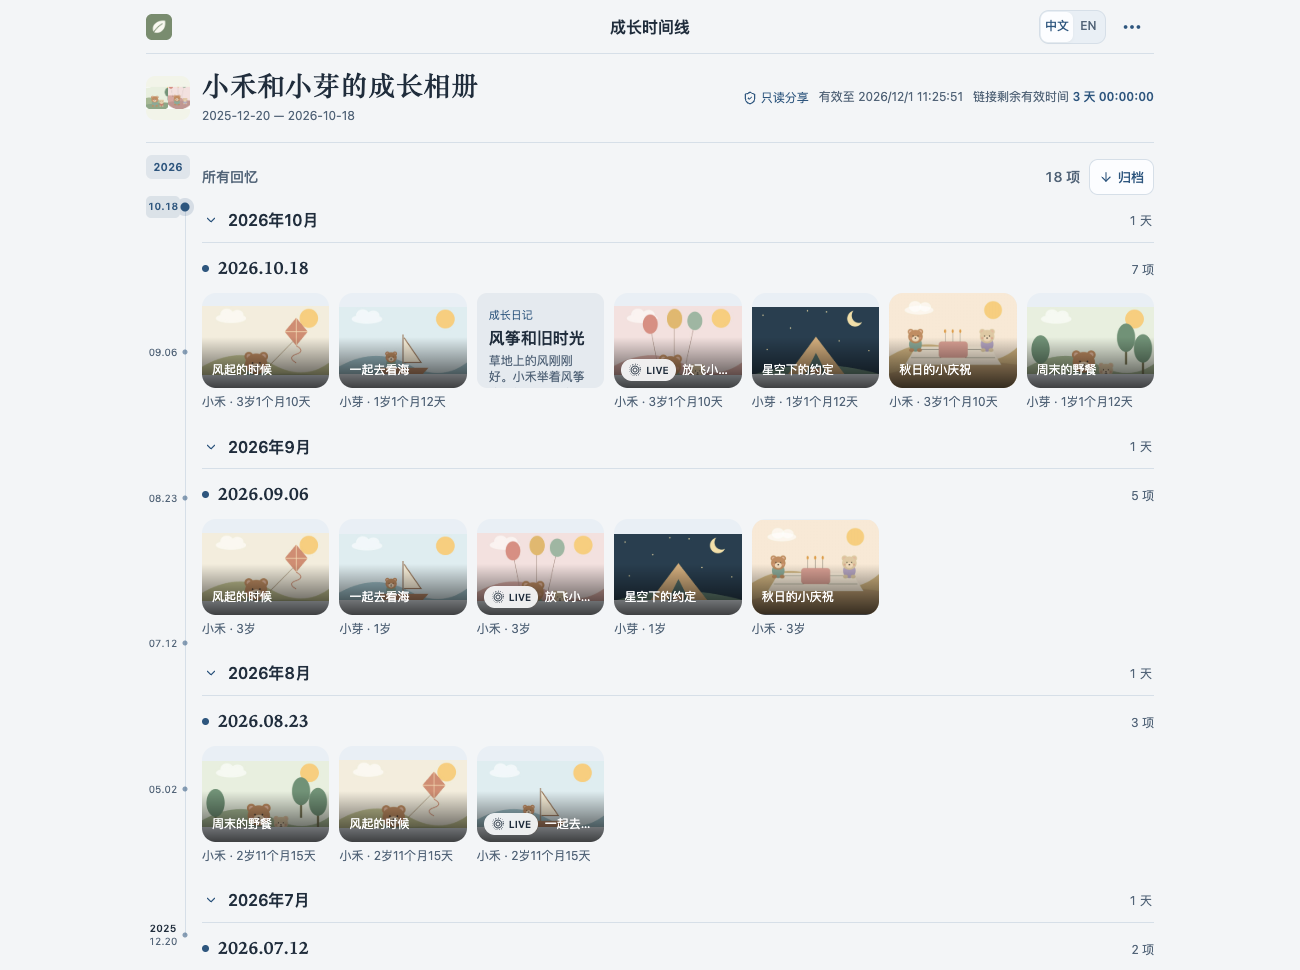 成长时间线
中文 EN
小禾和小芽的成长相册
2025-12-20 — 2026-10-18
只读分享 有效至 2026/12/1 11:25:51 链接剩余有效时间 3 天 00:00:00
2026
所有回忆
18 项
归档
10.18
2026年10月
1 天
2026.10.18
7 项
风起的时候
小禾 · 3岁1个月10天
一起去看海
小芽 · 1岁1个月12天
成长日记
风筝和旧时光
草地上的风刚刚
好。小禾举着风筝
LIVE 放飞小...
小禾 · 3岁1个月10天
星空下的约定
小芽 · 1岁1个月12天
秋日的小庆祝
小禾 · 3岁1个月10天
周末的野餐
小芽 · 1岁1个月12天
09.06
2026年9月
1 天
08.23
2026.09.06
5 项
风起的时候
小禾 · 3岁
一起去看海
小芽 · 1岁
LIVE 放飞小...
小禾 · 3岁
星空下的约定
小芽 · 1岁
秋日的小庆祝
小禾 · 3岁
07.12
2026年8月
1 天
2026.08.23
3 项
周末的野餐
小禾 · 2岁11个月15天
风起的时候
小禾 · 2岁11个月15天
LIVE 一起去...
小禾 · 2岁11个月15天
05.02
2026年7月
1 天
2025
12.20
2026.07.12
2 项